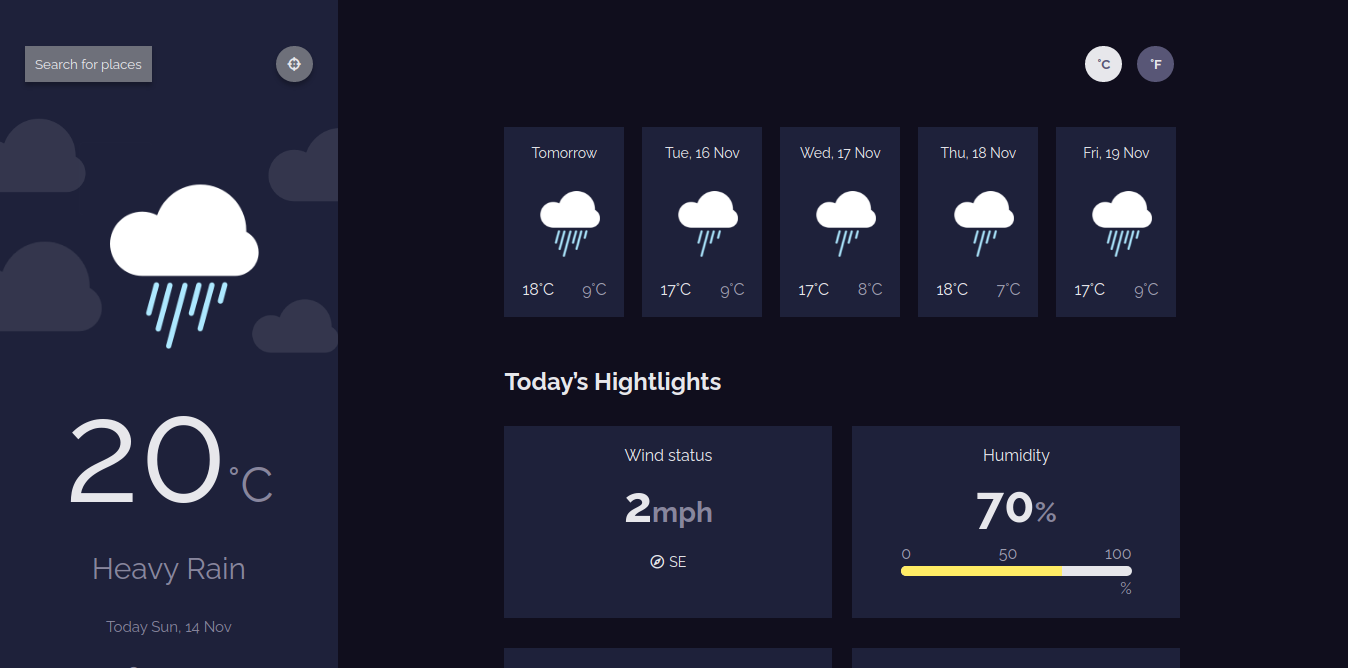 Search for places
20°C
Heavy Rain
Today Sun, 14 Nov
°C °F
Tomorrow
18°C 9°C
Tue, 16 Nov
17°C 9°C
Wed, 17 Nov
17°C 8°C
Thu, 18 Nov
18°C 7°C
Fri, 19 Nov
17°C 9°C
Today’s Hightlights
Wind status
2mph
SE
Humidity
70%
0 50 100
%